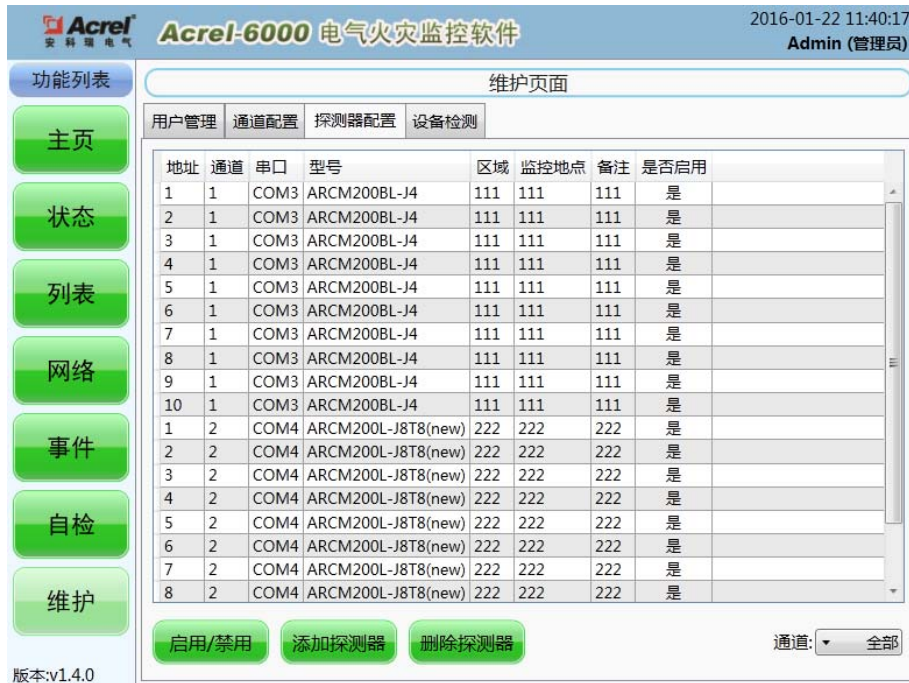 Acrel
安科瑞电气
Acrel-6000 电气火灾监控软件
2016-01-22 11:40:17
Admin (管理员)
功能列表
主页
状态
列表
网络
事件
自检
维护
版本:v1.4.0
维护页面
用户管理 通道配置 探测器配置 设备检测
地址 通道 串口 型号 区域 监控地点 备注 是否启用
1 1 COM3 ARCM200BL-J4 111 111 111 是
2 1 COM3 ARCM200BL-J4 111 111 111 是
3 1 COM3 ARCM200BL-J4 111 111 111 是
4 1 COM3 ARCM200BL-J4 111 111 111 是
5 1 COM3 ARCM200BL-J4 111 111 111 是
6 1 COM3 ARCM200BL-J4 111 111 111 是
7 1 COM3 ARCM200BL-J4 111 111 111 是
8 1 COM3 ARCM200BL-J4 111 111 111 是
9 1 COM3 ARCM200BL-J4 111 111 111 是
10 1 COM3 ARCM200BL-J4 111 111 111 是
1 2 COM4 ARCM200L-J8T8(new) 222 222 222 是
2 2 COM4 ARCM200L-J8T8(new) 222 222 222 是
3 2 COM4 ARCM200L-J8T8(new) 222 222 222 是
4 2 COM4 ARCM200L-J8T8(new) 222 222 222 是
5 2 COM4 ARCM200L-J8T8(new) 222 222 222 是
6 2 COM4 ARCM200L-J8T8(new) 222 222 222 是
7 2 COM4 ARCM200L-J8T8(new) 222 222 222 是
8 2 COM4 ARCM200L-J8T8(new) 222 222 222 是
启用/禁用 添加探测器 删除探测器 通道: 全部